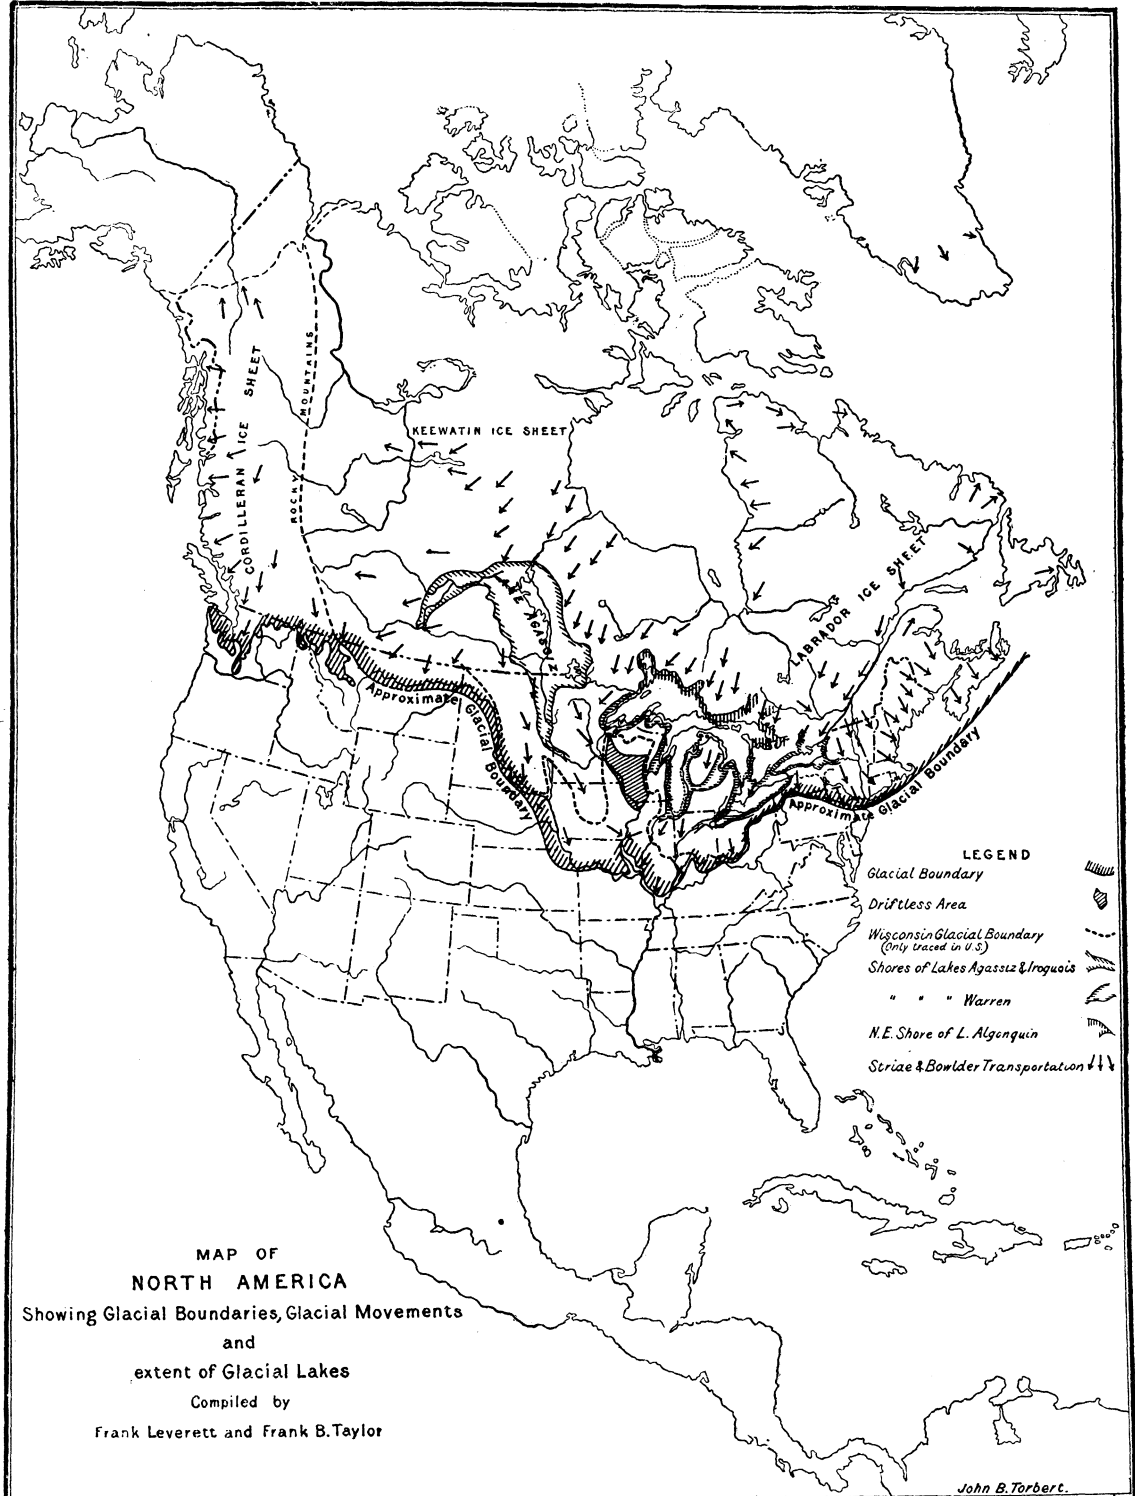 CORDILLERAN ICE SHEET
ROCKY MOUNTAINS
KEEWATIN ICE SHEET
LABRADOR ICE SHEET
AGASSIZ
Approximate Glacial Boundary
Approximate Glacial Boundary
LEGEND
Glacial Boundary
Driftless Area
Wisconsin Glacial Boundary
(Only traced in U.S.)
Shores of Lakes Agassiz & Iroquois
" " " Warren
N.E. Shore of L. Algonquin
Striae & Bowlder Transportation
MAP OF
NORTH AMERICA
Showing Glacial Boundaries, Glacial Movements
and
extent of Glacial Lakes
Compiled by
Frank Leverett and Frank B. Taylor
John B. Torbert.